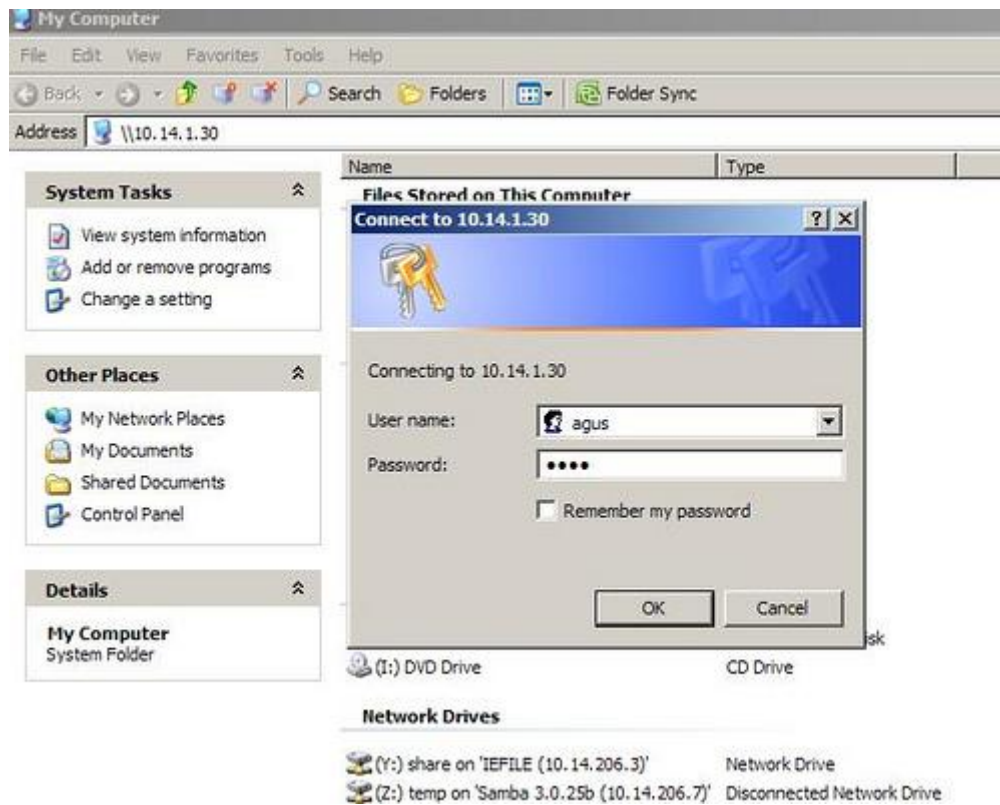 My Computer
File Edit View Favorites Tools Help
Back Search Folders Folder Sync
Address \\10.14.1.30
Name Type
System Tasks
View system information
Add or remove programs
Change a setting
Other Places
My Network Places
My Documents
Shared Documents
Control Panel
Details
My Computer
System Folder
Files Stored on This Computer
Connect to 10.14.1.30
Connecting to 10.14.1.30
User name: agus
Password: ••••
Remember my password
OK Cancel
(I:) DVD Drive CD Drive
Network Drives
(Y:) share on 'IEFILE (10.14.206.3)' Network Drive
(Z:) temp on 'Samba 3.0.25b (10.14.206.7)' Disconnected Network Drive